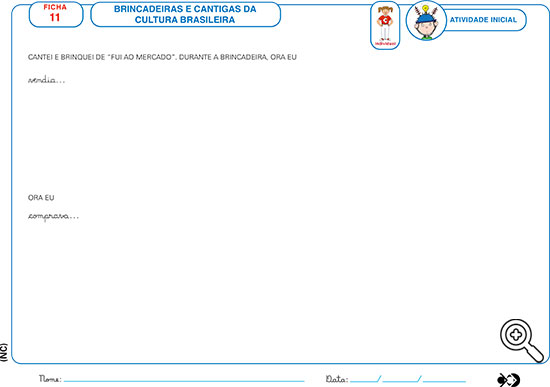 FICHA
11
BRINCADEIRAS E CANTIGAS DA
CULTURA BRASILEIRA
Individual
ATIVIDADE INICIAL
CANTEI E BRINQUEI DE "FUI AO MERCADO". DURANTE A BRINCADEIRA, ORA EU
vendia...
ORA EU
comprava...
(NC)
Nome:
Data: / /